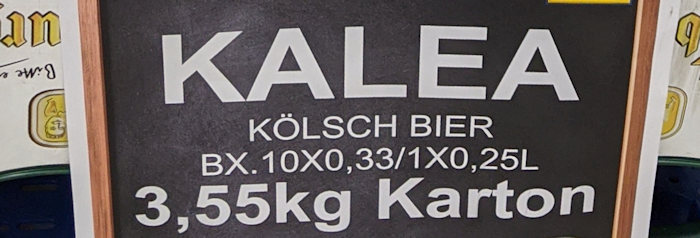 KALEA
KÖLSCH BIER
BX.10X0,33/1X0,25L
3,55kg Karton